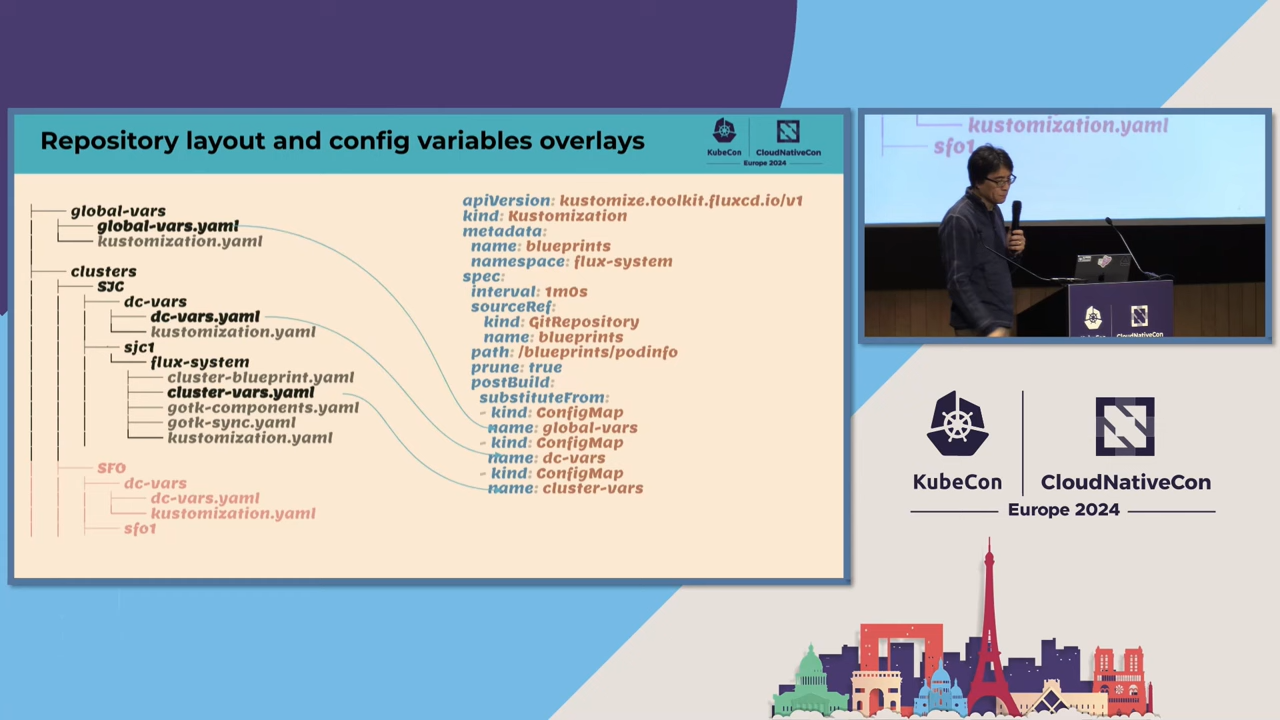 Repository layout and config variables overlays
KubeCon
CloudNativeCon
Europe 2024
global-vars
global-vars.yaml
kustomization.yaml
clusters
SJC
dc-vars
dc-vars.yaml
kustomization.yaml
sjc1
flux-system
cluster-blueprint.yaml
cluster-vars.yaml
gotk-components.yaml
gotk-sync.yaml
kustomization.yaml
SFO
dc-vars
dc-vars.yaml
kustomization.yaml
sfo1
apiVersion: kustomize.toolkit.fluxcd.io/v1
kind: Kustomization
metadata:
name: blueprints
namespace: flux-system
spec:
interval: 1m0s
sourceRef:
kind: GitRepository
name: blueprints
path: /blueprints/podinfo
prune: true
postBuild:
substituteFrom:
- kind: ConfigMap
name: global-vars
- kind: ConfigMap
name: dc-vars
- kind: ConfigMap
name: cluster-vars
kustomization.yaml
sfo1
KubeCon
CloudNativeCon
KubeCon
CloudNativeCon
Europe 2024